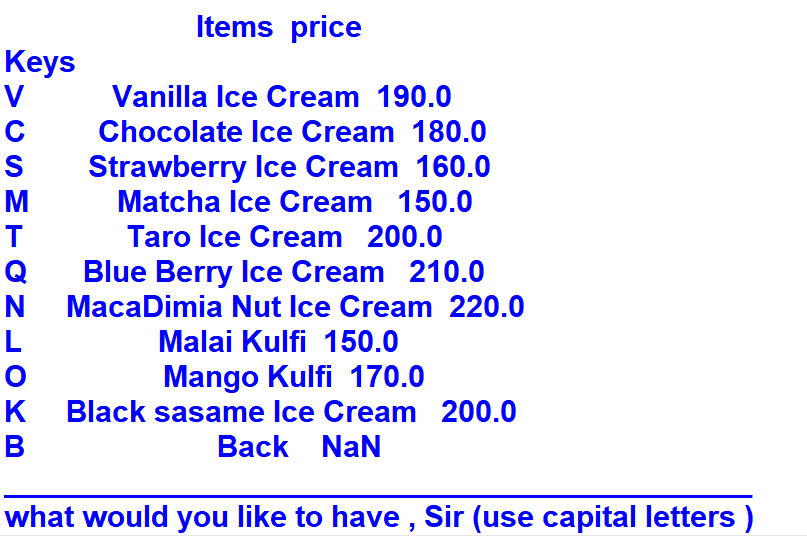 Items price
Keys
V Vanilla Ice Cream 190.0
C Chocolate Ice Cream 180.0
S Strawberry Ice Cream 160.0
M Matcha Ice Cream 150.0
T Taro Ice Cream 200.0
Q Blue Berry Ice Cream 210.0
N MacaDimia Nut Ice Cream 220.0
L Malai Kulfi 150.0
O Mango Kulfi 170.0
K Black sasame Ice Cream 200.0
B Back NaN
what would you like to have , Sir (use capital letters )